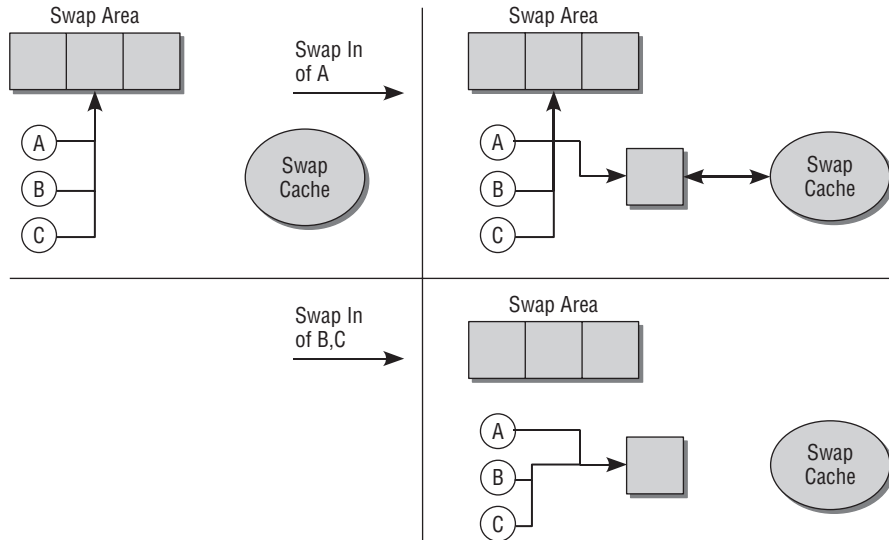 Swap Area
Swap In
of A
A
B
C
Swap
Cache
Swap Area
A
B
C
Swap
Cache
Swap In
of B,C
Swap Area
A
B
C
Swap
Cache